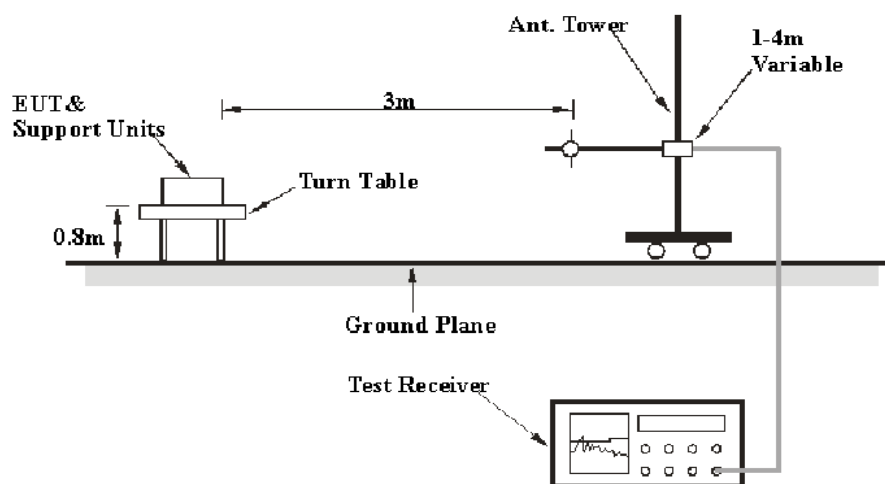 Ant. Tower
1-4m
Variable
EUT&
Support Units
3m
Turn Table
0.8m
Ground Plane
Test Receiver